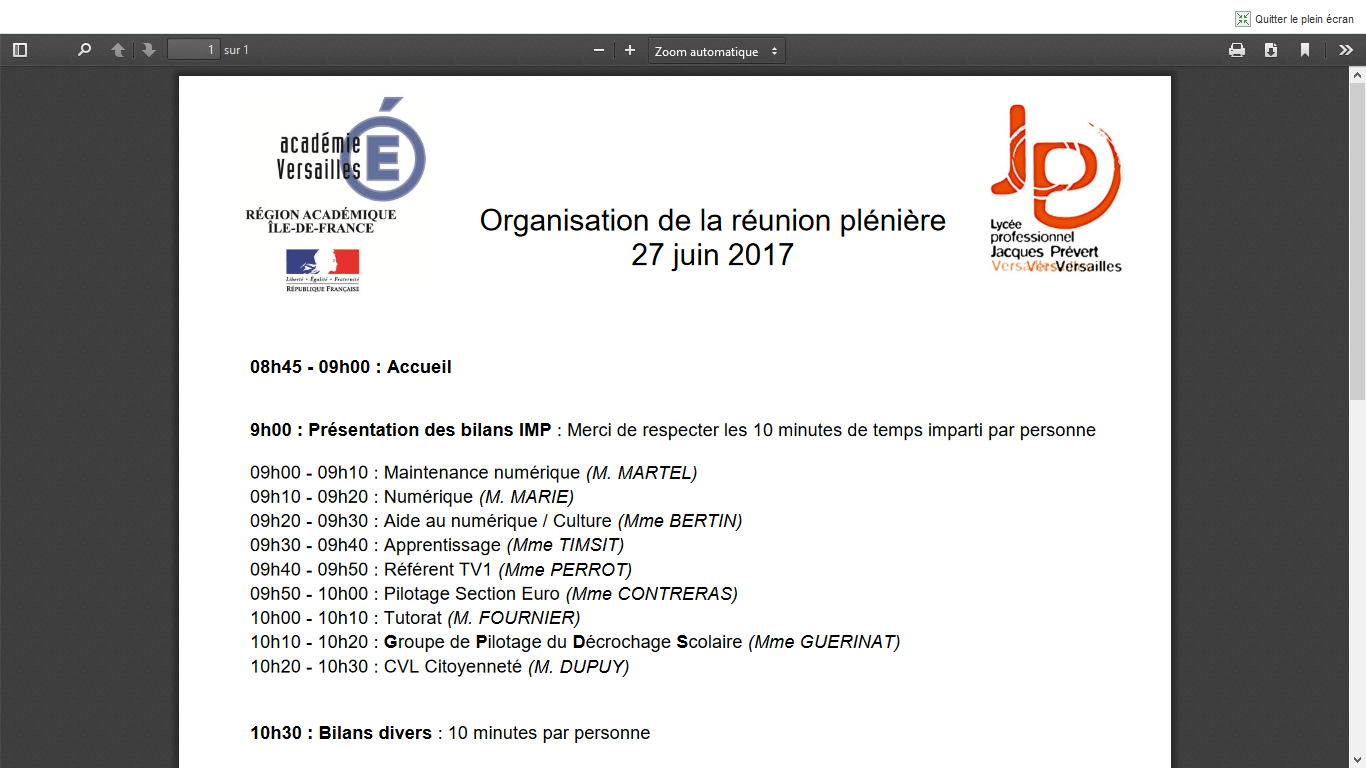 Quitter le plein écran
1 sur 1
Zoom automatique
académie
Versailles
É
RÉGION ACADÉMIQUE
ÎLE-DE-FRANCE
Liberté • Égalité • Fraternité
RÉPUBLIQUE FRANÇAISE
Organisation de la réunion plénière
27 juin 2017
Lycée
professionnel
Jacques Prévert
Versailles
08h45 - 09h00 : Accueil
9h00 : Présentation des bilans IMP : Merci de respecter les 10 minutes de temps imparti par personne
09h00 - 09h10 : Maintenance numérique (M. MARTEL)
09h10 - 09h20 : Numérique (M. MARIE)
09h20 - 09h30 : Aide au numérique / Culture (Mme BERTIN)
09h30 - 09h40 : Apprentissage (Mme TIMSIT)
09h40 - 09h50 : Référent TV1 (Mme PERROT)
09h50 - 10h00 : Pilotage Section Euro (Mme CONTRERAS)
10h00 - 10h10 : Tutorat (M. FOURNIER)
10h10 - 10h20 : Groupe de Pilotage du Décrochage Scolaire (Mme GUERINAT)
10h20 - 10h30 : CVL Citoyenneté (M. DUPUY)
10h30 : Bilans divers : 10 minutes par personne